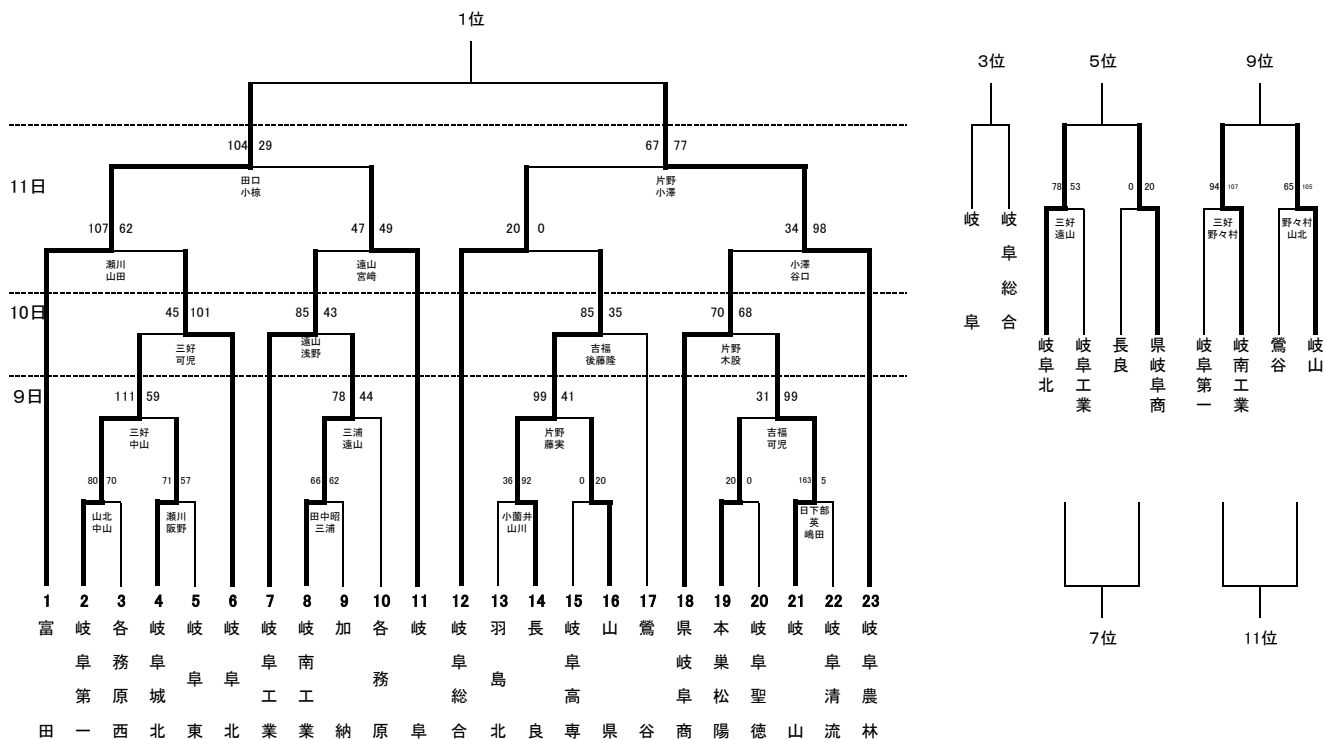 1位
3位
5位
9位
104 29
67 77
11日
田口
小椋
片野
小澤
78 53
0 20
94 107
65 105
107 62
47 49
20 0
34 98
岐阜
岐阜総合
三好
遠山
三好
野々村
野々村
山北
瀬川
山田
遠山
宮﨑
小澤
谷口
10日
45 101
85 43
85 35
70 68
三好
可児
遠山
浅野
吉福
後藤隆
片野
木股
岐阜北
岐阜工業
長良
県岐阜商
岐阜第一
岐南工業
鶯谷
岐山
9日
111 59
78 44
99 41
31 99
三好
中山
三浦
遠山
片野
藤実
吉福
可児
80 70
71 57
66 62
36 92
0 20
20 0
163 5
山北
中山
瀬川
阪野
田中昭
三浦
小薗井
山川
日下部
英
嶋田
1 2 3 4 5 6 7 8 9 10 11 12 13 14 15 16 17 18 19 20 21 22 23
富田
岐阜第一
各務原西
岐阜城北
岐阜東
岐阜北
岐阜工業
岐南工業
加納
各務原
岐阜
岐阜総合
羽島北
長良
岐阜高専
山県
鶯谷
県岐阜商
本巣松陽
岐阜聖徳
岐山
岐阜清流
岐阜農林
7位
11位